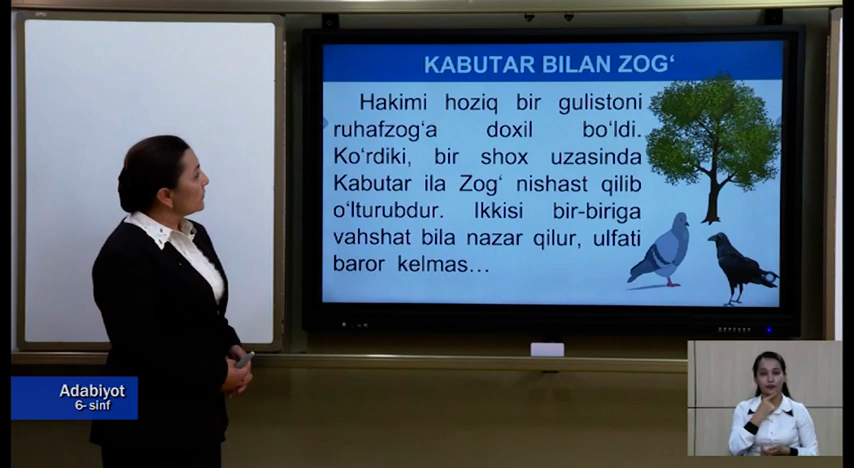 KABUTAR BILAN ZOG‘
Hakimi hoziq bir gulistoni
ruhafzog‘a doxil bo‘ldi.
Ko‘rdiki, bir shox uzasinda
Kabutar ila Zog‘ nishast qilib
o‘lturubdur. Ikkisi bir-biriga
vahshat bila nazar qilur, ulfati
baror kelmas...
Adabiyot
6- sinf